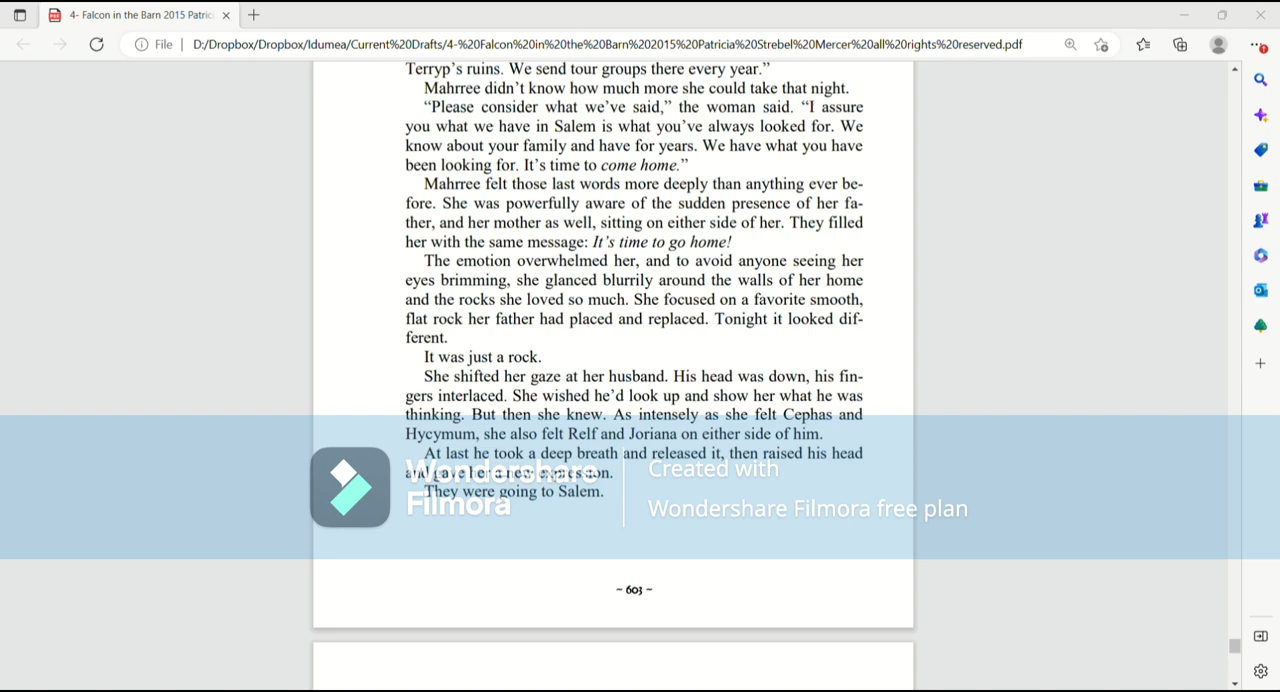 4- Falcon in the Barn 2015 Patric
File
D:/Dropbox/Dropbox/Idumea/Current%20Drafts/4-%20Falcon%20in%20the%20Barn%202015%20Patricia%20Strebel%20Mercer%20all%20rights%20reserved.pdf
Terryp’s ruins. We send tour groups there every year.”
Mahrree didn’t know how much more she could take that night.
“Please consider what we’ve said,” the woman said. “I assure
you what we have in Salem is what you’ve always looked for. We
know about your family and have for years. We have what you have
been looking for. It’s time to come home.”
Mahrree felt those last words more deeply than anything ever be-
fore. She was powerfully aware of the sudden presence of her fa-
ther, and her mother as well, sitting on either side of her. They filled
her with the same message: It’s time to go home!
The emotion overwhelmed her, and to avoid anyone seeing her
eyes brimming, she glanced blurrily around the walls of her home
and the rocks she loved so much. She focused on a favorite smooth,
flat rock her father had placed and replaced. Tonight it looked dif-
ferent.
It was just a rock.
She shifted her gaze at her husband. His head was down, his fin-
gers interlaced. She wished he’d look up and show her what he was
thinking. But then she knew. As intensely as she felt Cephas and
Hycymum, she also felt Relf and Joriana on either side of him.
At last he took a deep breath and released it, then raised his head
and gave her a new expression.
They were going to Salem.
Wondershare
Filmora
Created with
Wondershare Filmora free plan
~ 603 ~